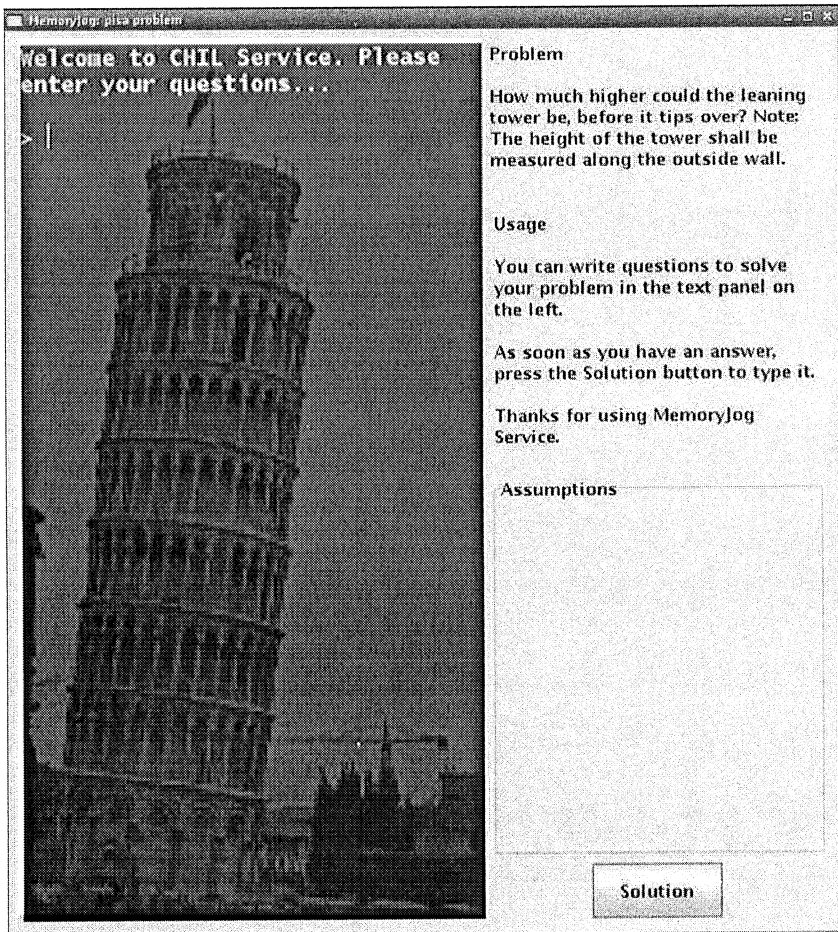 MemoryJog: pisa problem
Welcome to CHIL Service. Please
enter your questions...
>
Problem
How much higher could the leaning
tower be, before it tips over? Note:
The height of the tower shall be
measured along the outside wall.
Usage
You can write questions to solve
your problem in the text panel on
the left.
As soon as you have an answer,
press the Solution button to type it.
Thanks for using MemoryJog
Service.
Assumptions
Solution